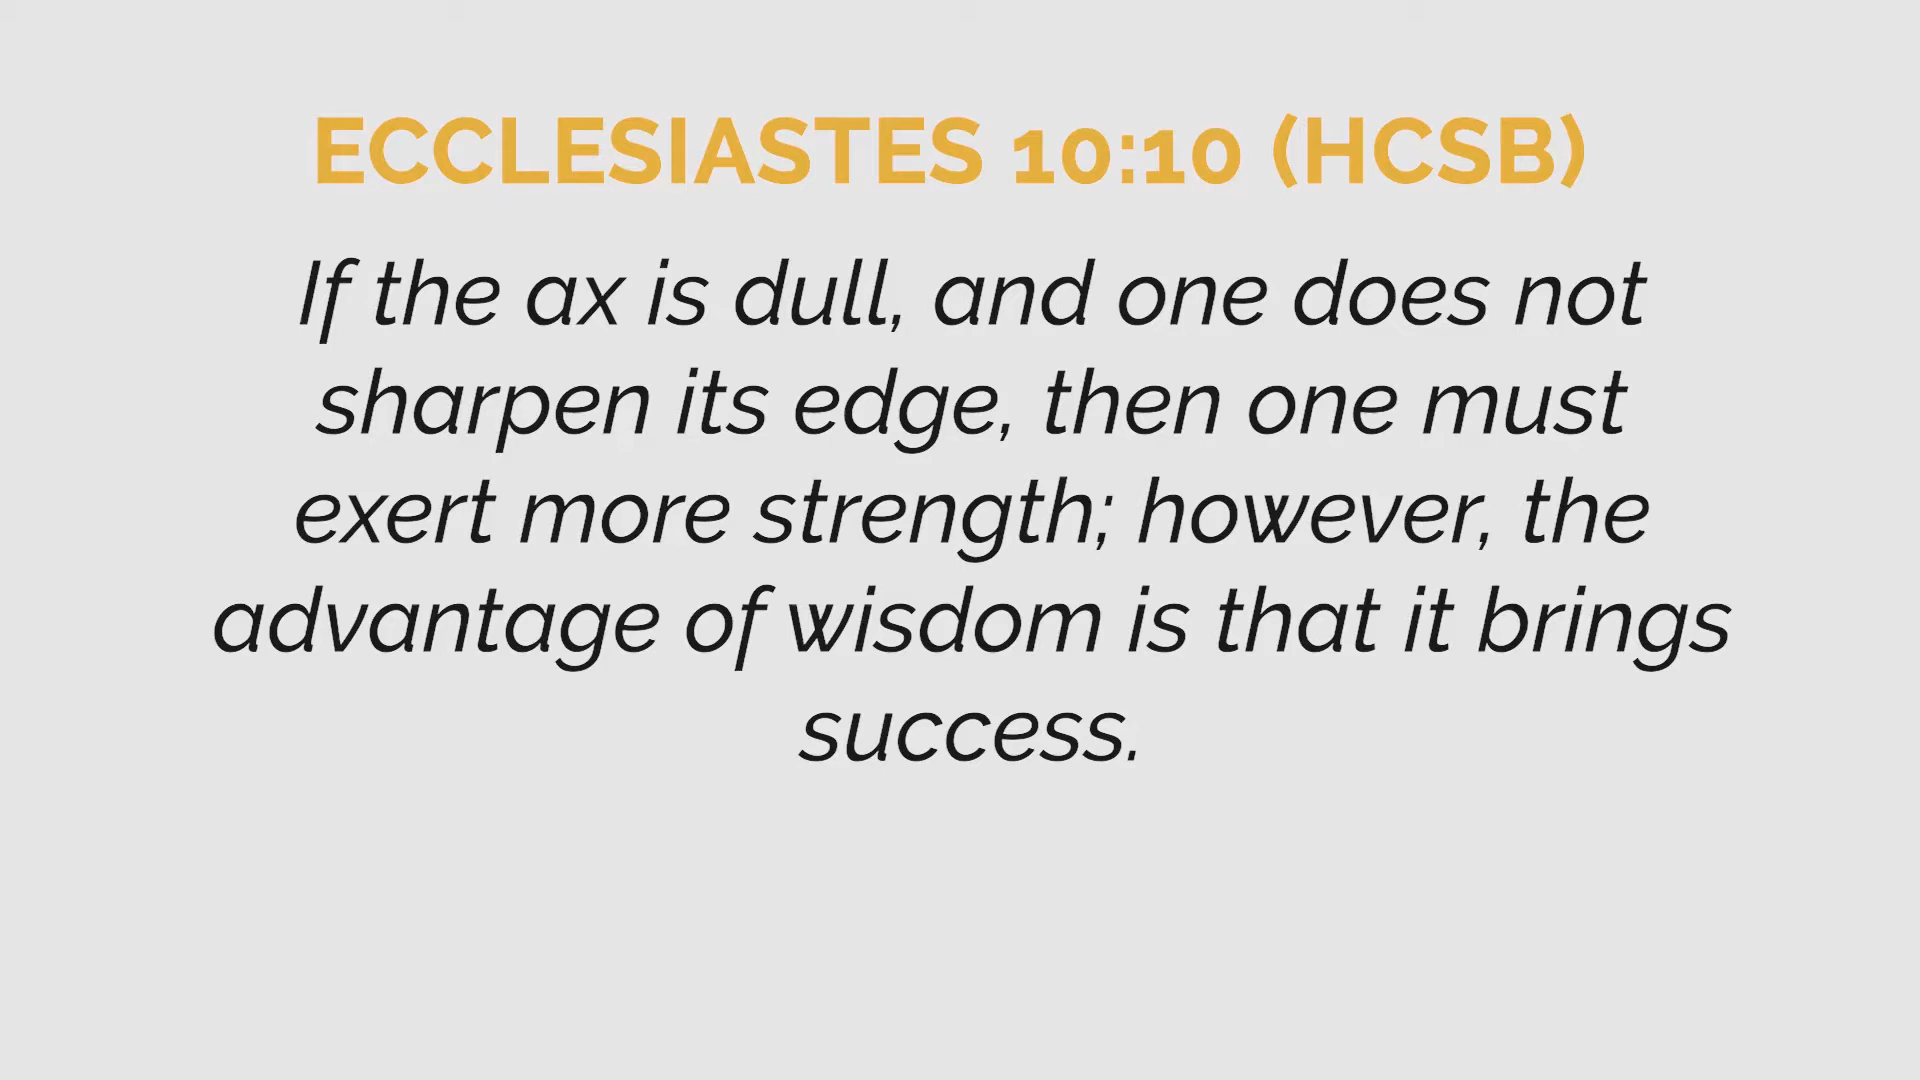 ECCLESIASTES 10:10 (HCSB)
If the ax is dull, and one does not
sharpen its edge, then one must
exert more strength; however, the
advantage of wisdom is that it brings
success.